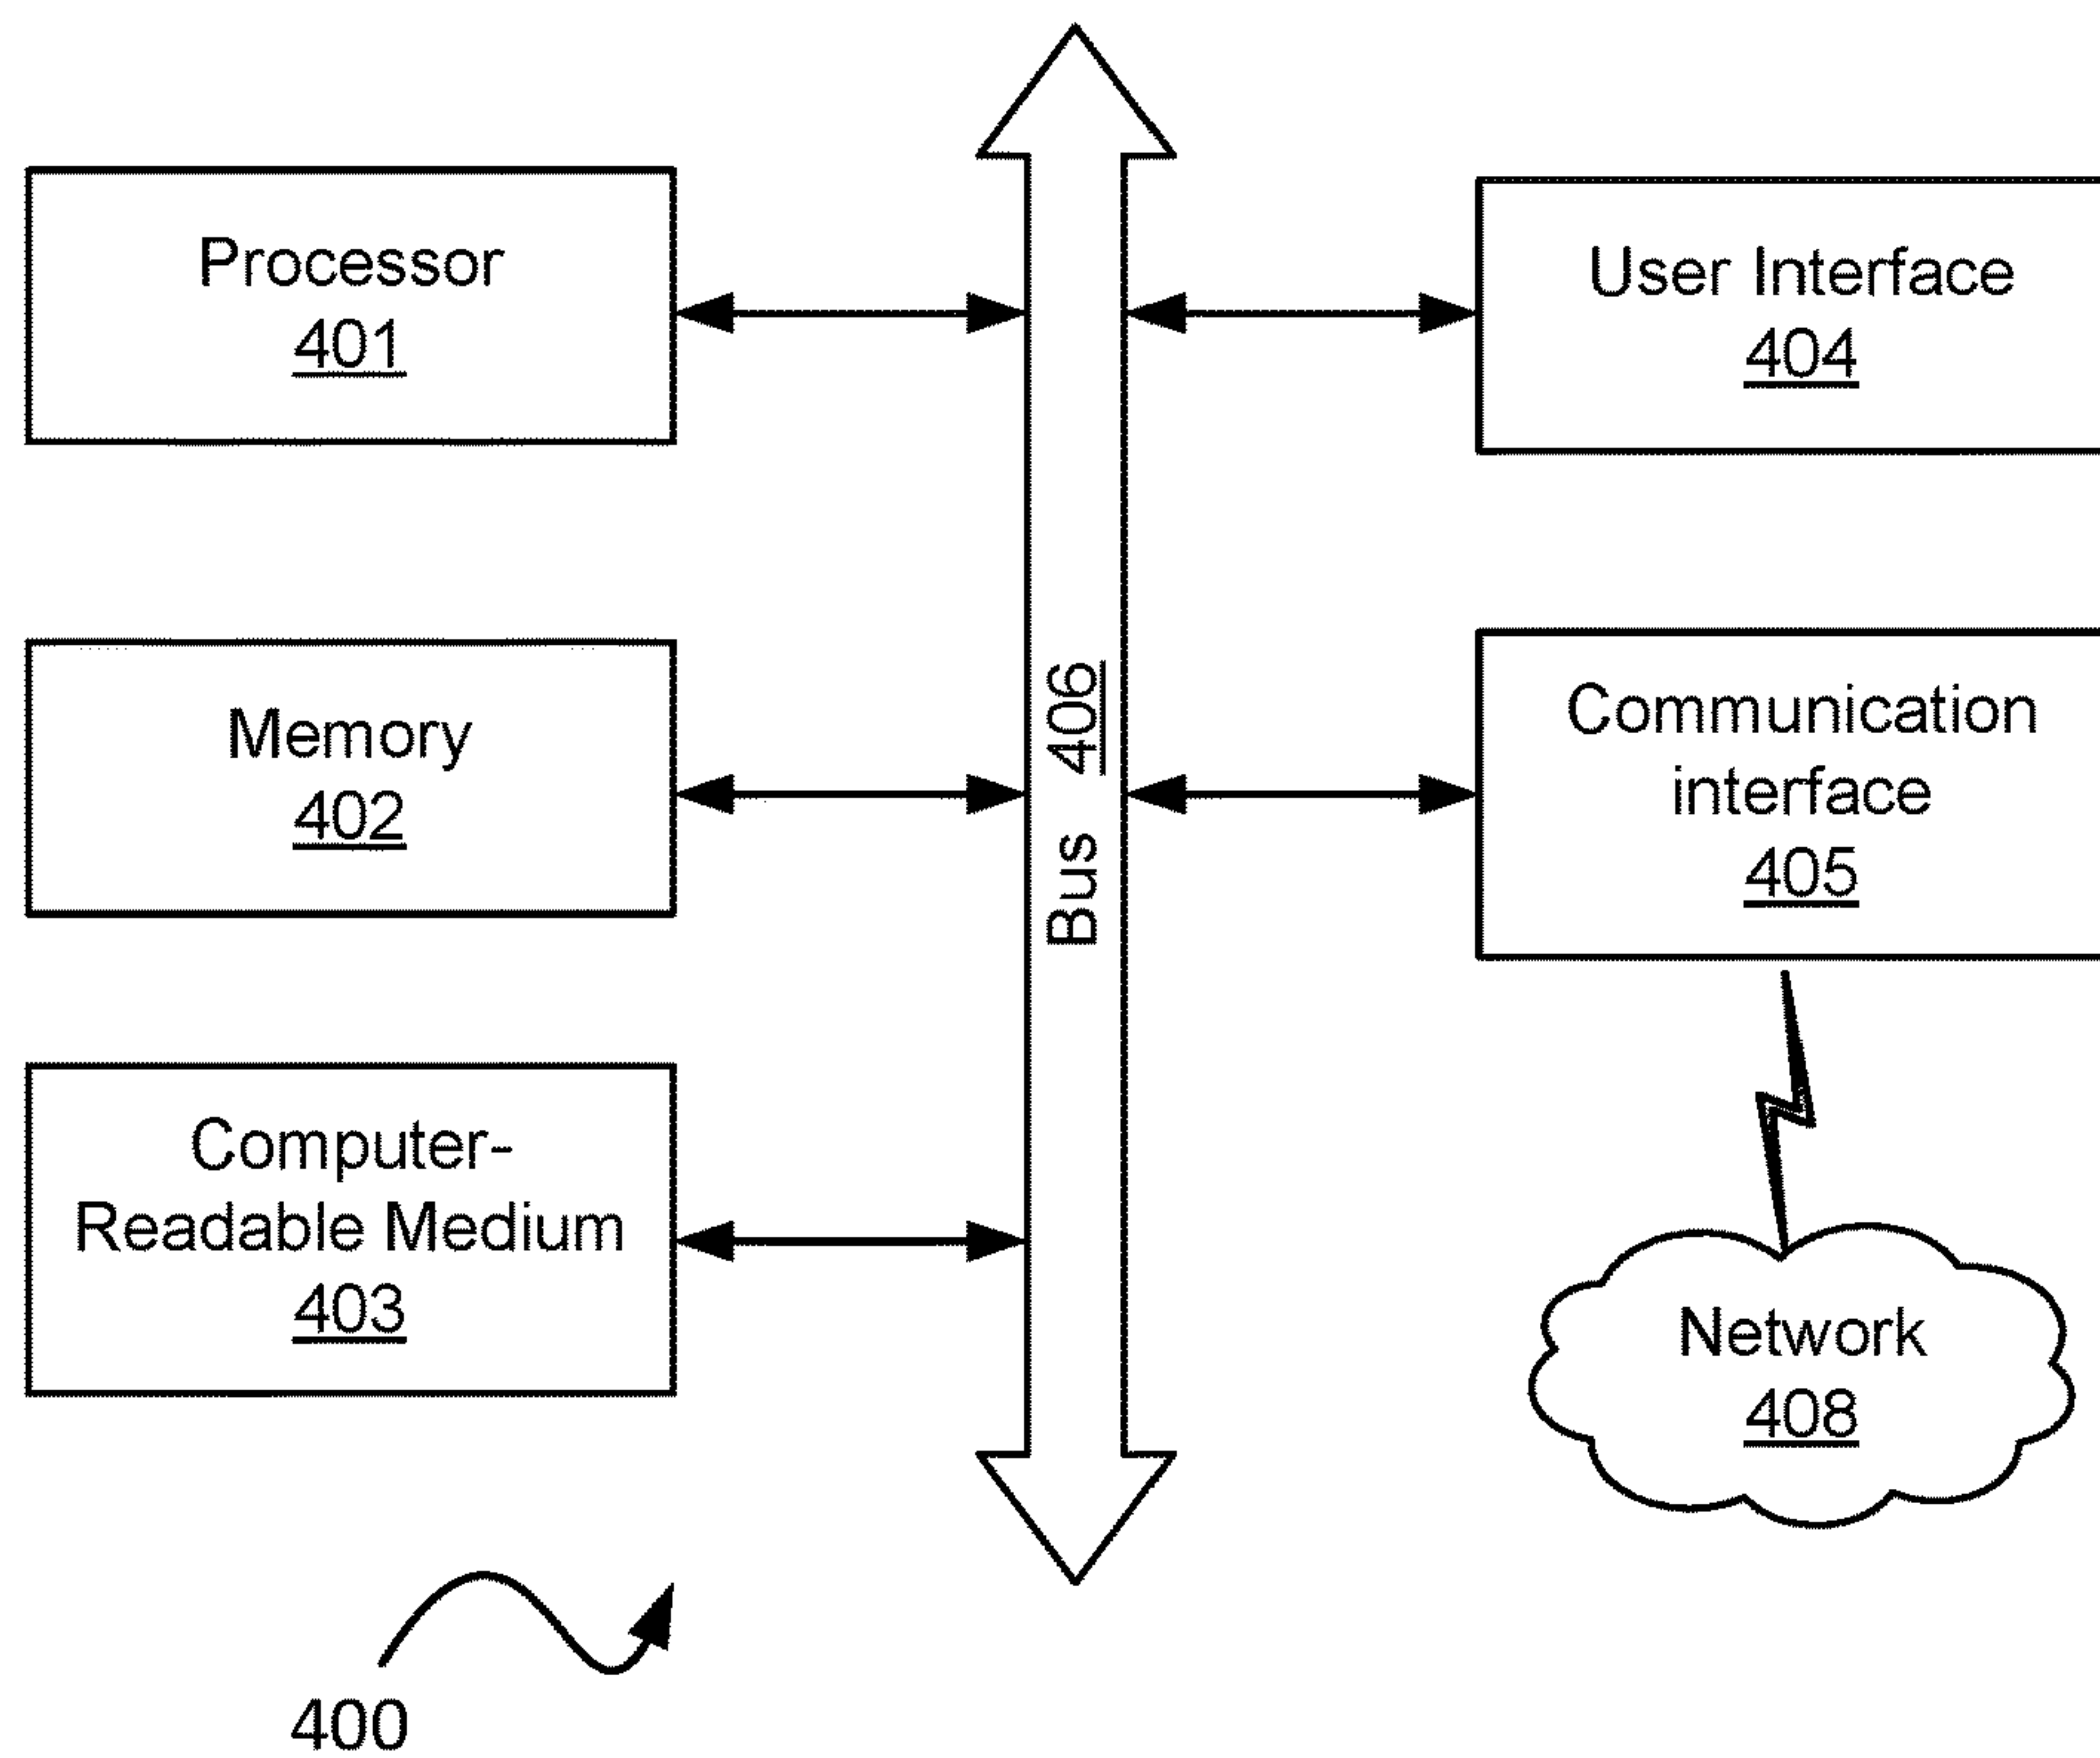 Processor
401
User Interface
404
Memory
402
Bus 406
Communication
interface
405
Computer-
Readable Medium
403
Network
408
400